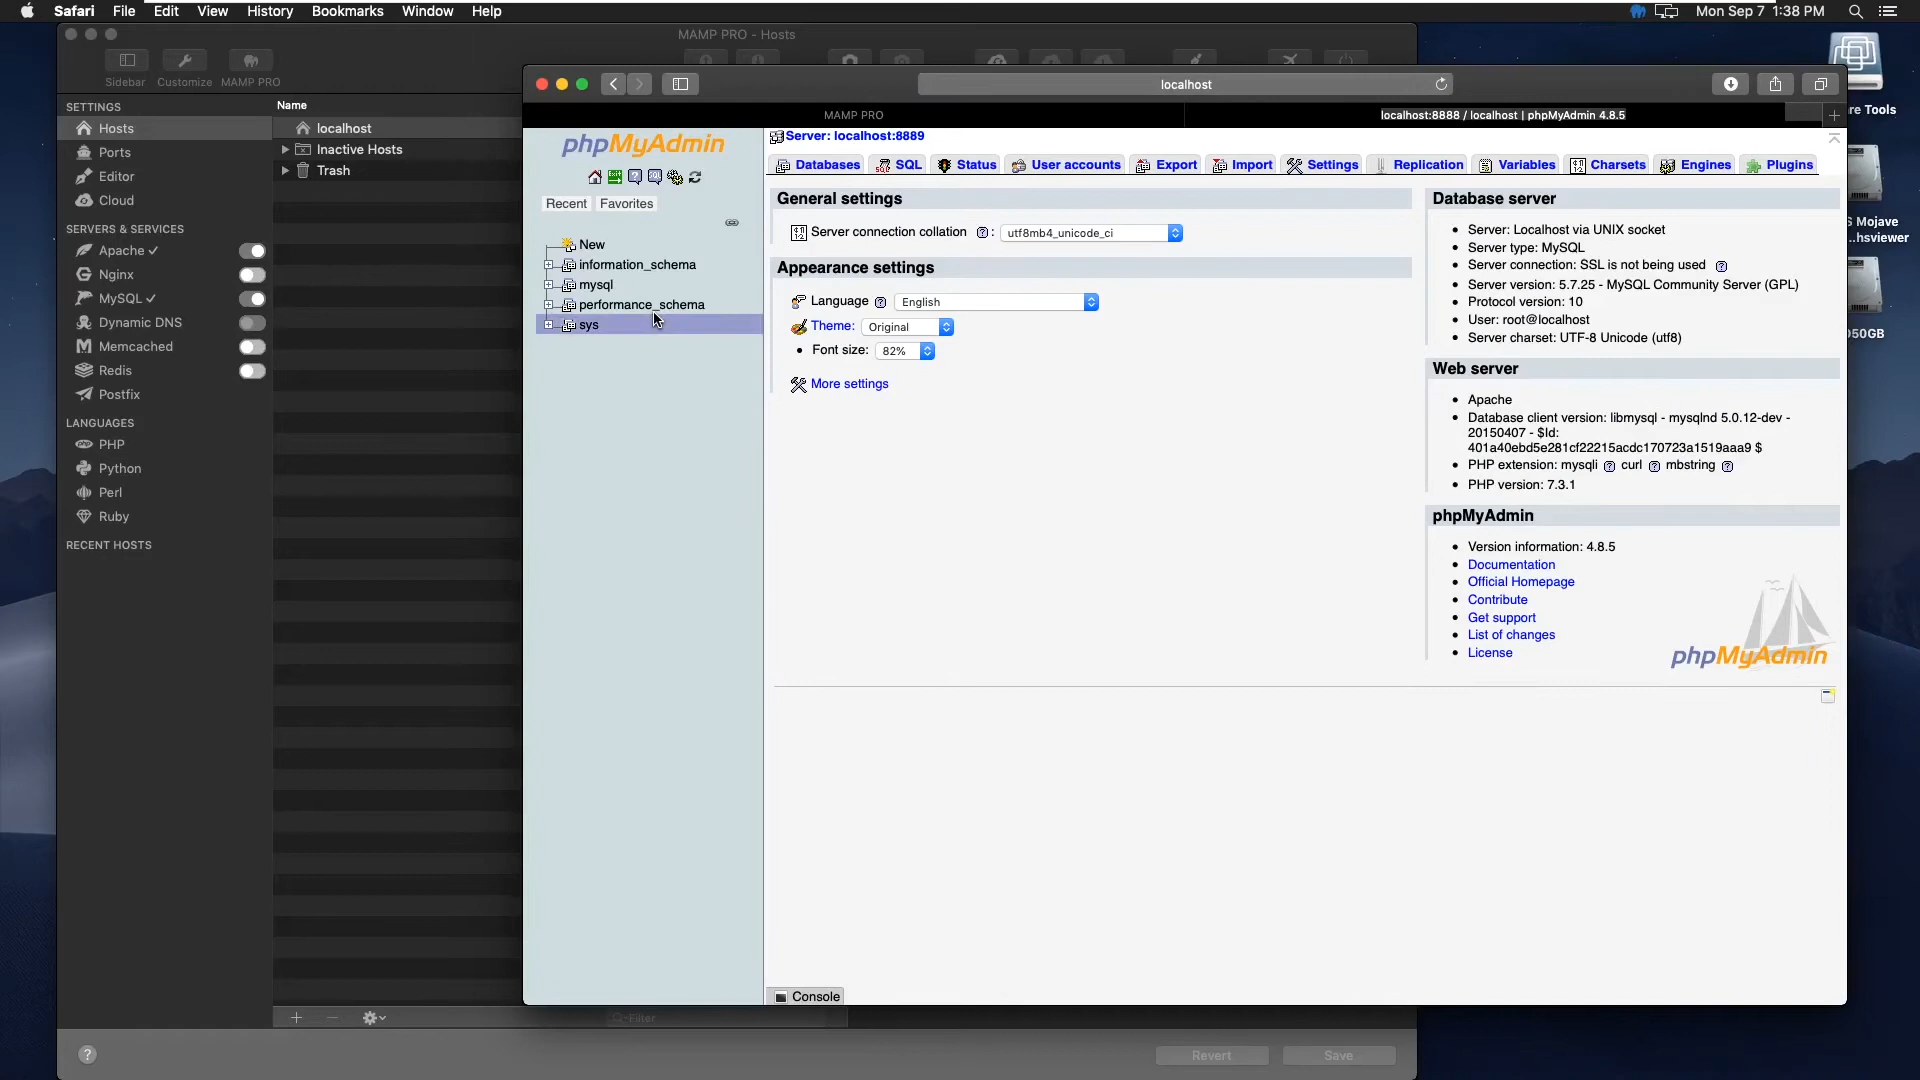 Safari File Edit View History Bookmarks Window Help
Mon Sep 7 1:38 PM
MAMP PRO - Hosts
Sidebar Customize MAMP PRO
SETTINGS
Hosts
Ports
Editor
Cloud
SERVERS & SERVICES
Apache ✓
Nginx
MySQL ✓
Dynamic DNS
Memcached
Redis
Postfix
LANGUAGES
PHP
Python
Perl
Ruby
RECENT HOSTS
Name
localhost
Inactive Hosts
Trash
Filter
Revert
Save
localhost
MAMP PRO
localhost:8888 / localhost | phpMyAdmin 4.8.5
phpMyAdmin
Recent Favorites
New
information_schema
mysql
performance_schema
sys
Server: localhost:8889
Databases SQL Status User accounts Export Import Settings Replication Variables Charsets Engines Plugins
General settings
Server connection collation : utf8mb4_unicode_ci
Appearance settings
Language English
Theme: Original
Font size: 82%
More settings
Database server
Server: Localhost via UNIX socket
Server type: MySQL
Server connection: SSL is not being used
Server version: 5.7.25 - MySQL Community Server (GPL)
Protocol version: 10
User: root@localhost
Server charset: UTF-8 Unicode (utf8)
Web server
Apache
Database client version: libmysql - mysqlnd 5.0.12-dev -
20150407 - $Id:
401a40ebd5e281cf22215acdc170723a1519aaa9 $
PHP extension: mysqli curl mbstring
PHP version: 7.3.1
phpMyAdmin
Version information: 4.8.5
Documentation
Official Homepage
Contribute
Get support
List of changes
License
phpMyAdmin
Console
re Tools
S Mojave
...hsviewer
50GB